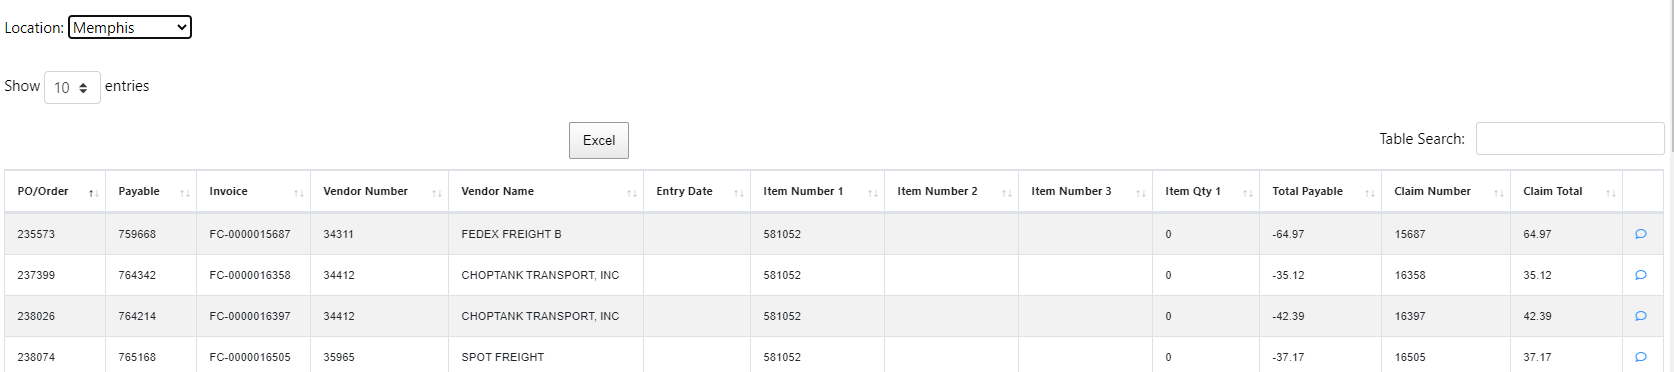 Location: Memphis
Show 10 entries
Excel
Table Search:
PO/Order Payable Invoice Vendor Number Vendor Name Entry Date Item Number 1 Item Number 2 Item Number 3 Item Qty 1 Total Payable Claim Number Claim Total
235573 759668 FC-0000015687 34311 FEDEX FREIGHT B 581052 0 -64.97 15687 64.97
237399 764342 FC-0000016358 34412 CHOPTANK TRANSPORT, INC 581052 0 -35.12 16358 35.12
238026 764214 FC-0000016397 34412 CHOPTANK TRANSPORT, INC 581052 0 -42.39 16397 42.39
238074 765168 FC-0000016505 35965 SPOT FREIGHT 581052 0 -37.17 16505 37.17